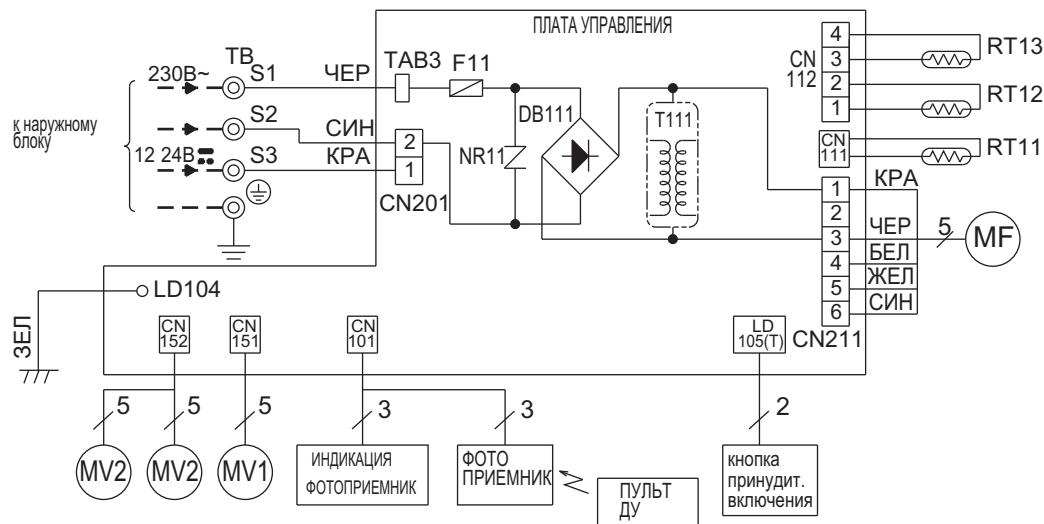 ПЛАТА УПРАВЛЕНИЯ
к наружному
блоку
230В~
ТВ
S1
ЧЕР
TAB3
F11
S2
СИН
12 24В
S3
КРА
2
1
CN201
NR11
DB111
T111
CN
112
4
3
2
1
RT13
RT12
CN
111
RT11
1
2
3
4
5
6
КРА
ЧЕР
БЕЛ
ЖЕЛ
СИН
5
MF
CN211
ЗЕЛ
LD104
CN
152
CN
151
CN
101
LD
105(T)
5
5
5
3
3
2
MV2
MV2
MV1
ИНДИКАЦИЯ
ФОТОПРИЕМНИК
ФОТО
ПРИЕМНИК
ПУЛЬТ
ДУ
кнопка
принудит.
включения